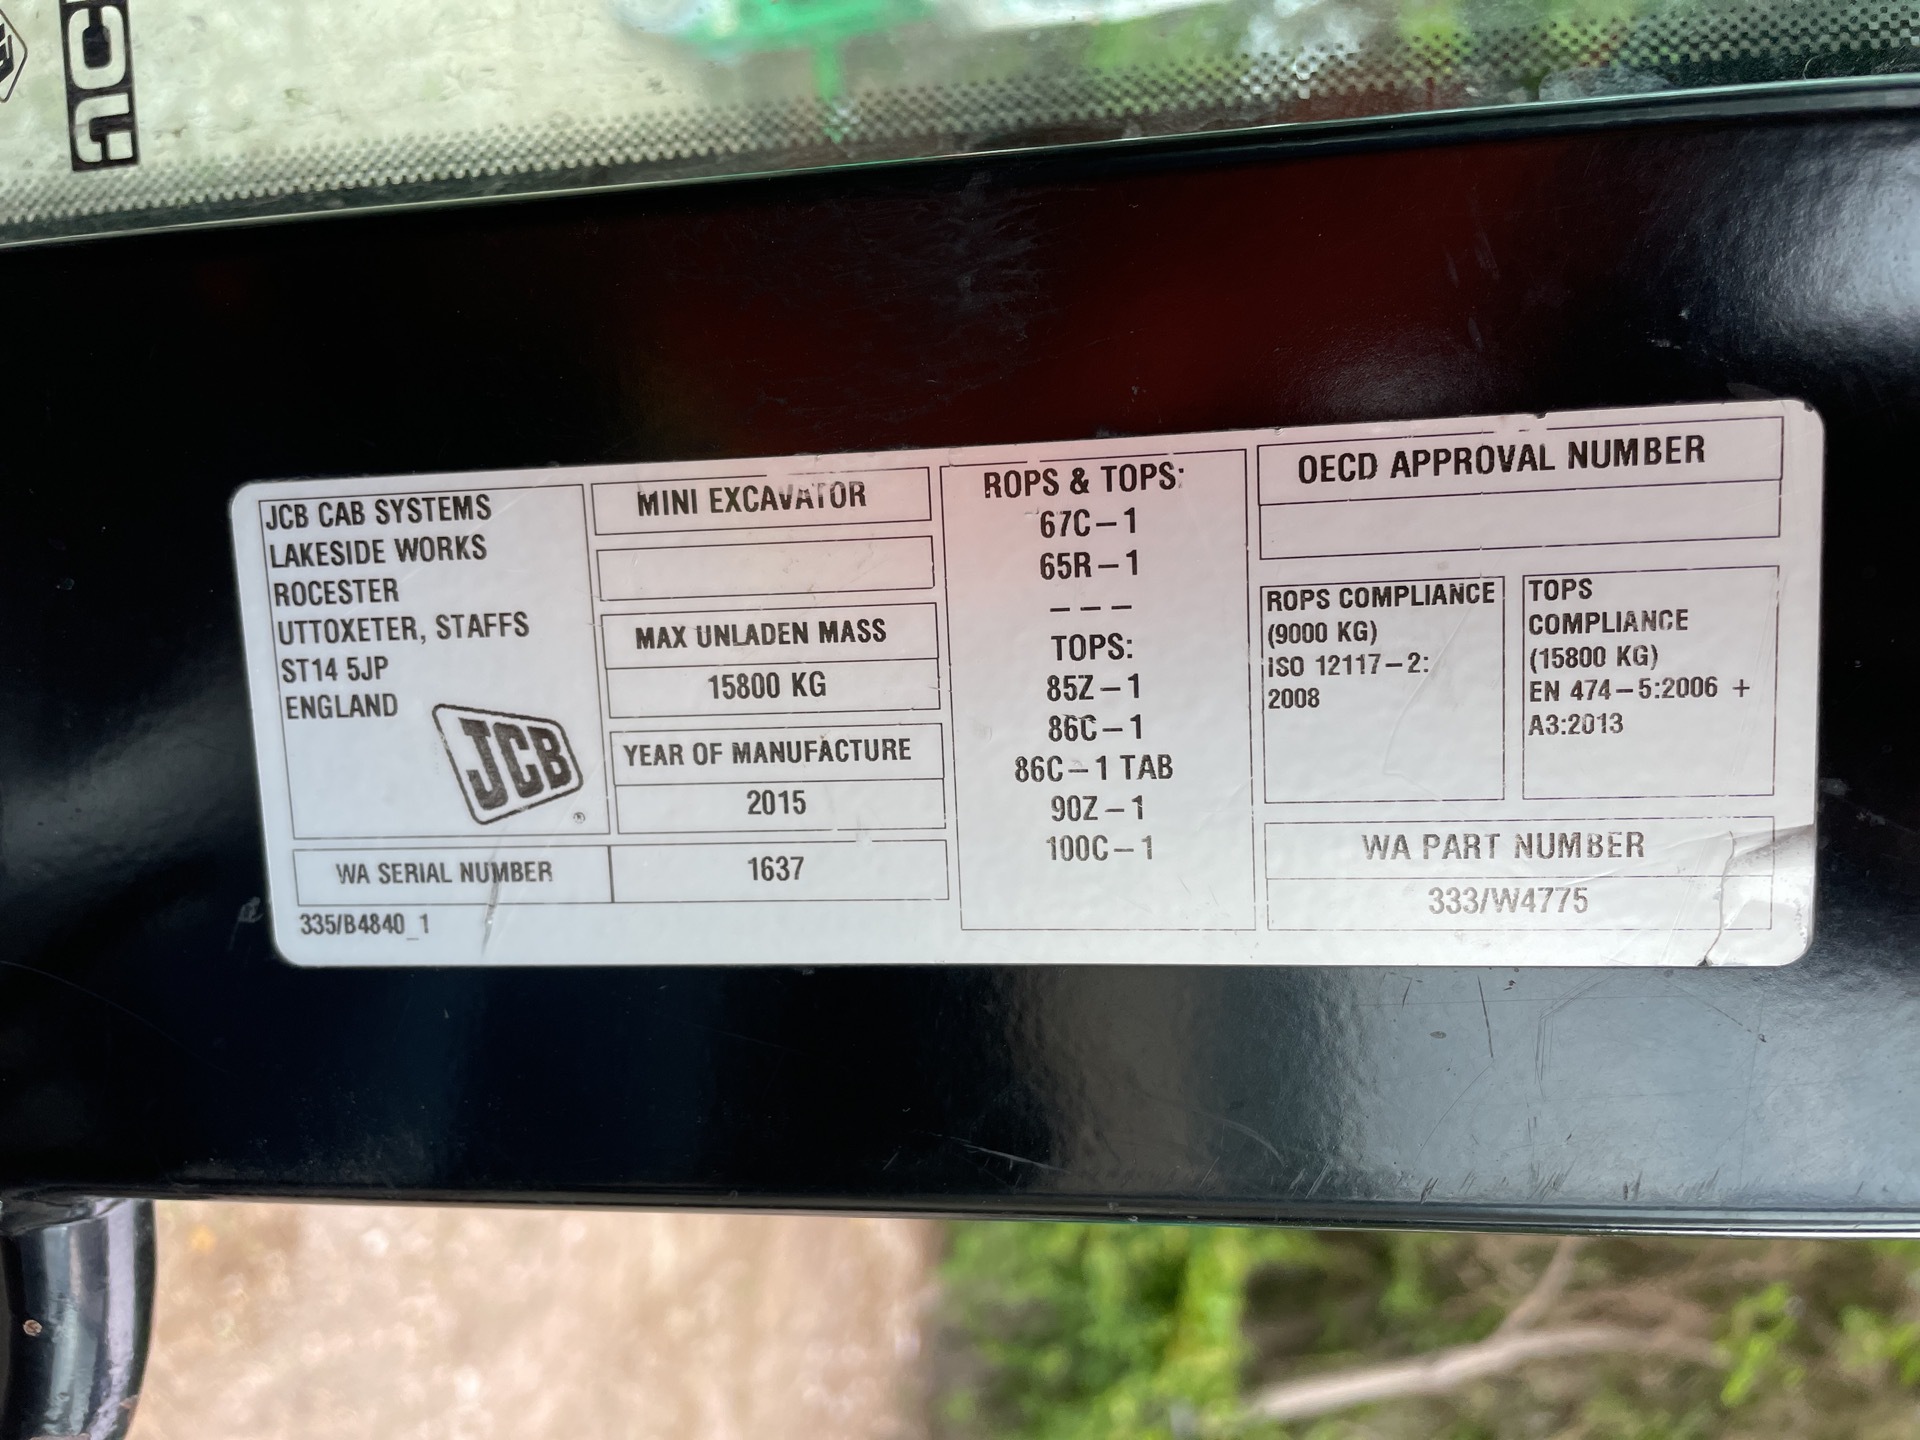 JCB
JCB CAB SYSTEMS
LAKESIDE WORKS
ROCESTER
UTTOXETER, STAFFS
ST14 5JP
ENGLAND
JCB
®
WA SERIAL NUMBER
1637
335/B4840_1
MINI EXCAVATOR
MAX UNLADEN MASS
15800 KG
YEAR OF MANUFACTURE
2015
ROPS & TOPS:
67C–1
65R–1
– – –
TOPS:
85Z–1
86C–1
86C–1 TAB
90Z–1
100C–1
OECD APPROVAL NUMBER
ROPS COMPLIANCE
(9000 KG)
ISO 12117–2:
2008
TOPS
COMPLIANCE
(15800 KG)
EN 474–5:2006 +
A3:2013
WA PART NUMBER
333/W4775